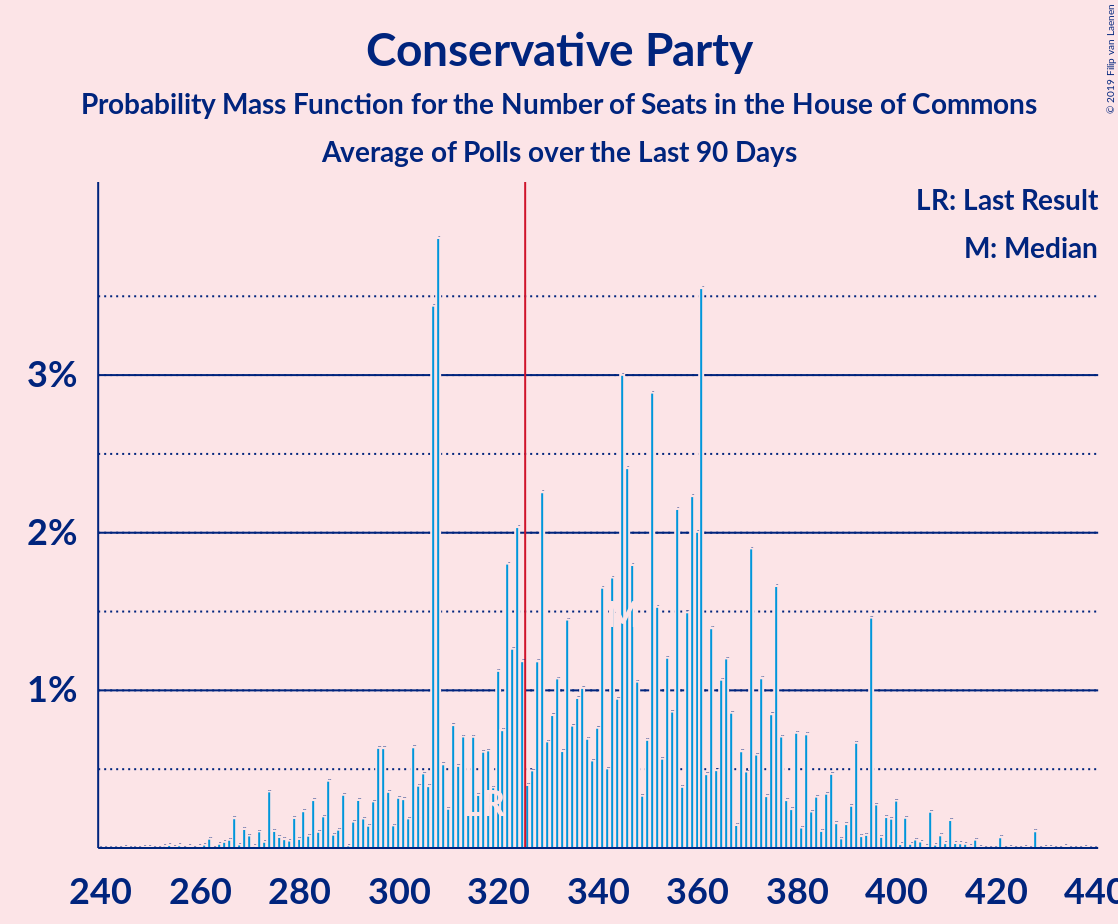 Conservative Party
Probability Mass Function for the Number of Seats in the House of Commons
Average of Polls over the Last 90 Days
© 2019 Filip van Laenen
LR: Last Result
M: Median
3%
2%
1%
M
LR
240 260 280 300 320 340 360 380 400 420 440